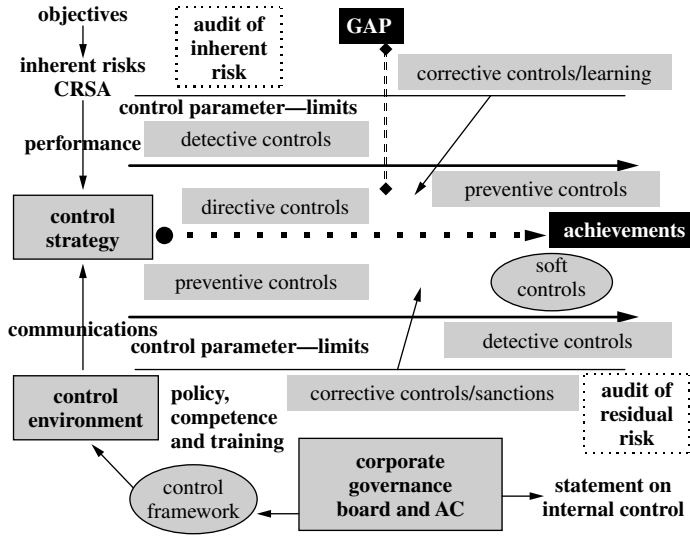 objectives
audit of
inherent
risk
GAP
inherent risks
CRSA
corrective controls/learning
control parameter—limits
performance
detective controls
preventive controls
directive controls
control
strategy
achievements
preventive controls
soft
controls
communications
control parameter—limits
detective controls
control
environment
policy,
competence
and training
corrective controls/sanctions
audit of
residual
risk
corporate
governance
board and AC
control
framework
statement on
internal control